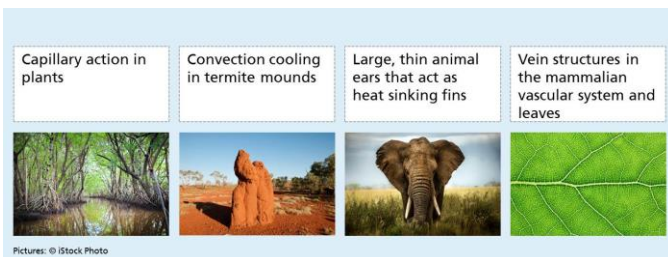 Capillary action in
plants
Convection cooling
in termite mounds
Large, thin animal
ears that act as
heat sinking fins
Vein structures in
the mammalian
vascular system and
leaves
Pictures: © iStock Photo